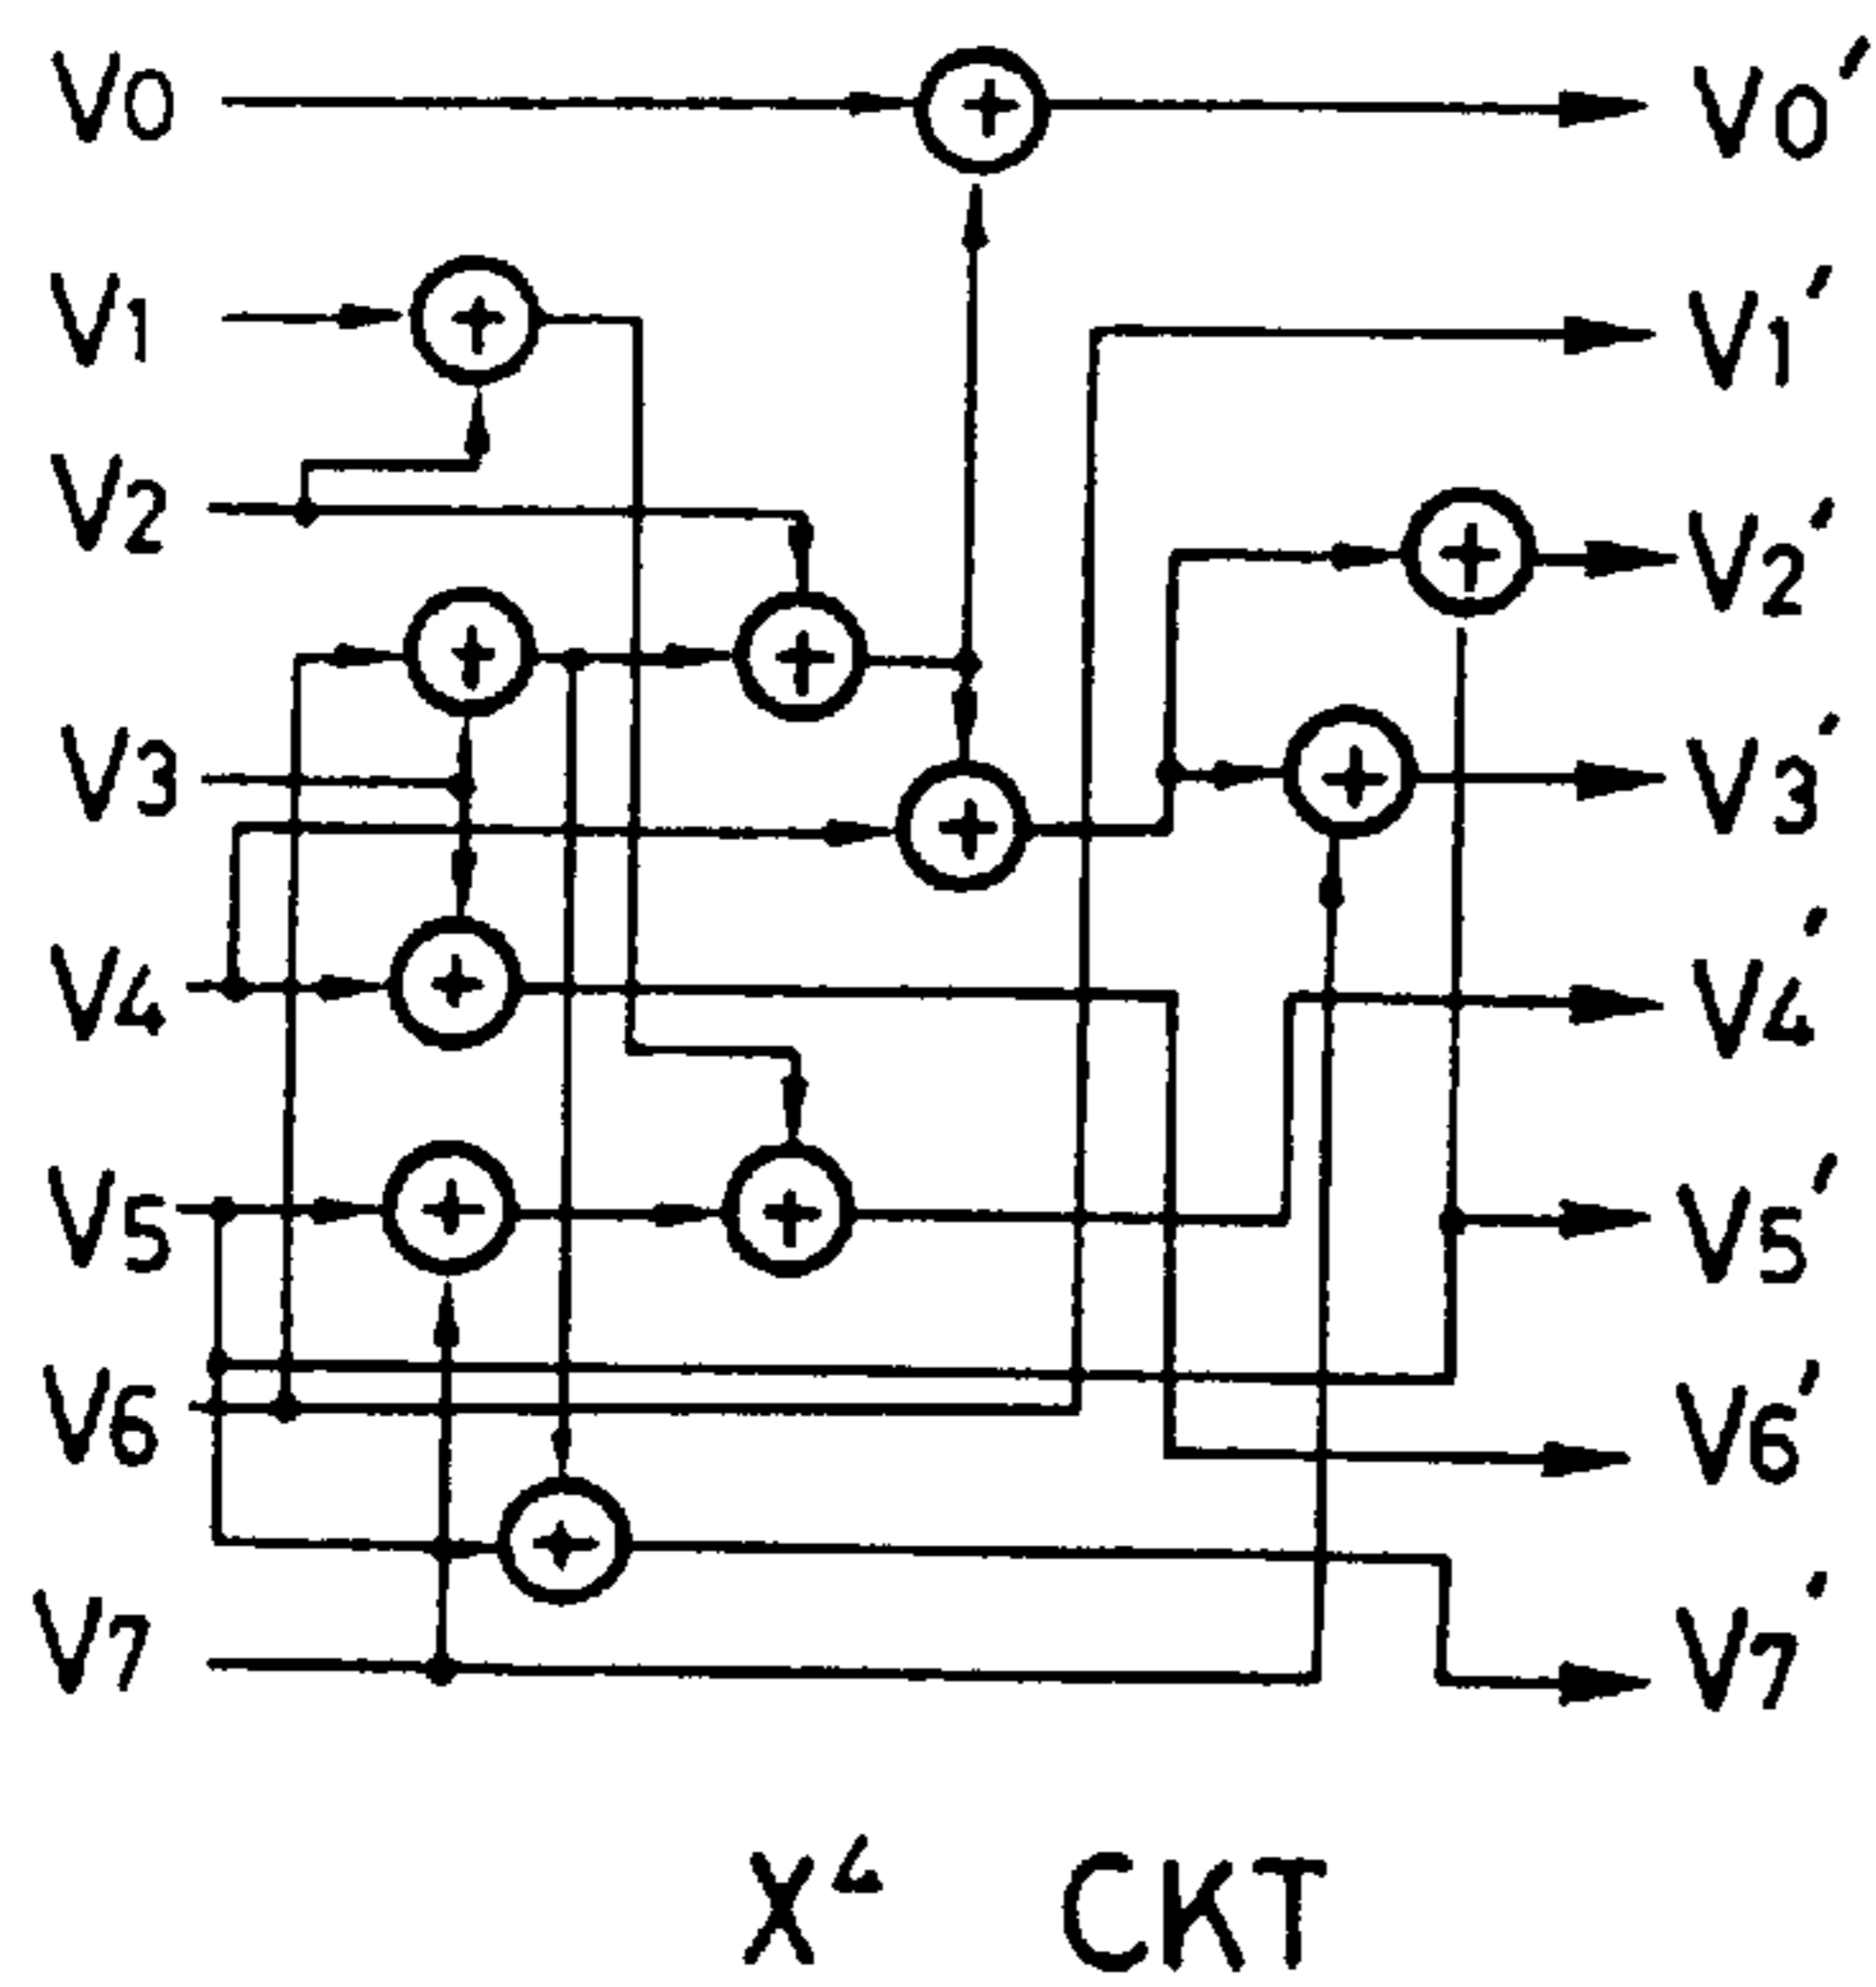 V0 V0′
V1 V1′
V2 V2′
V3 V3′
V4 V4′
V5 V5′
V6 V6′
V7 V7′
X⁴ CKT